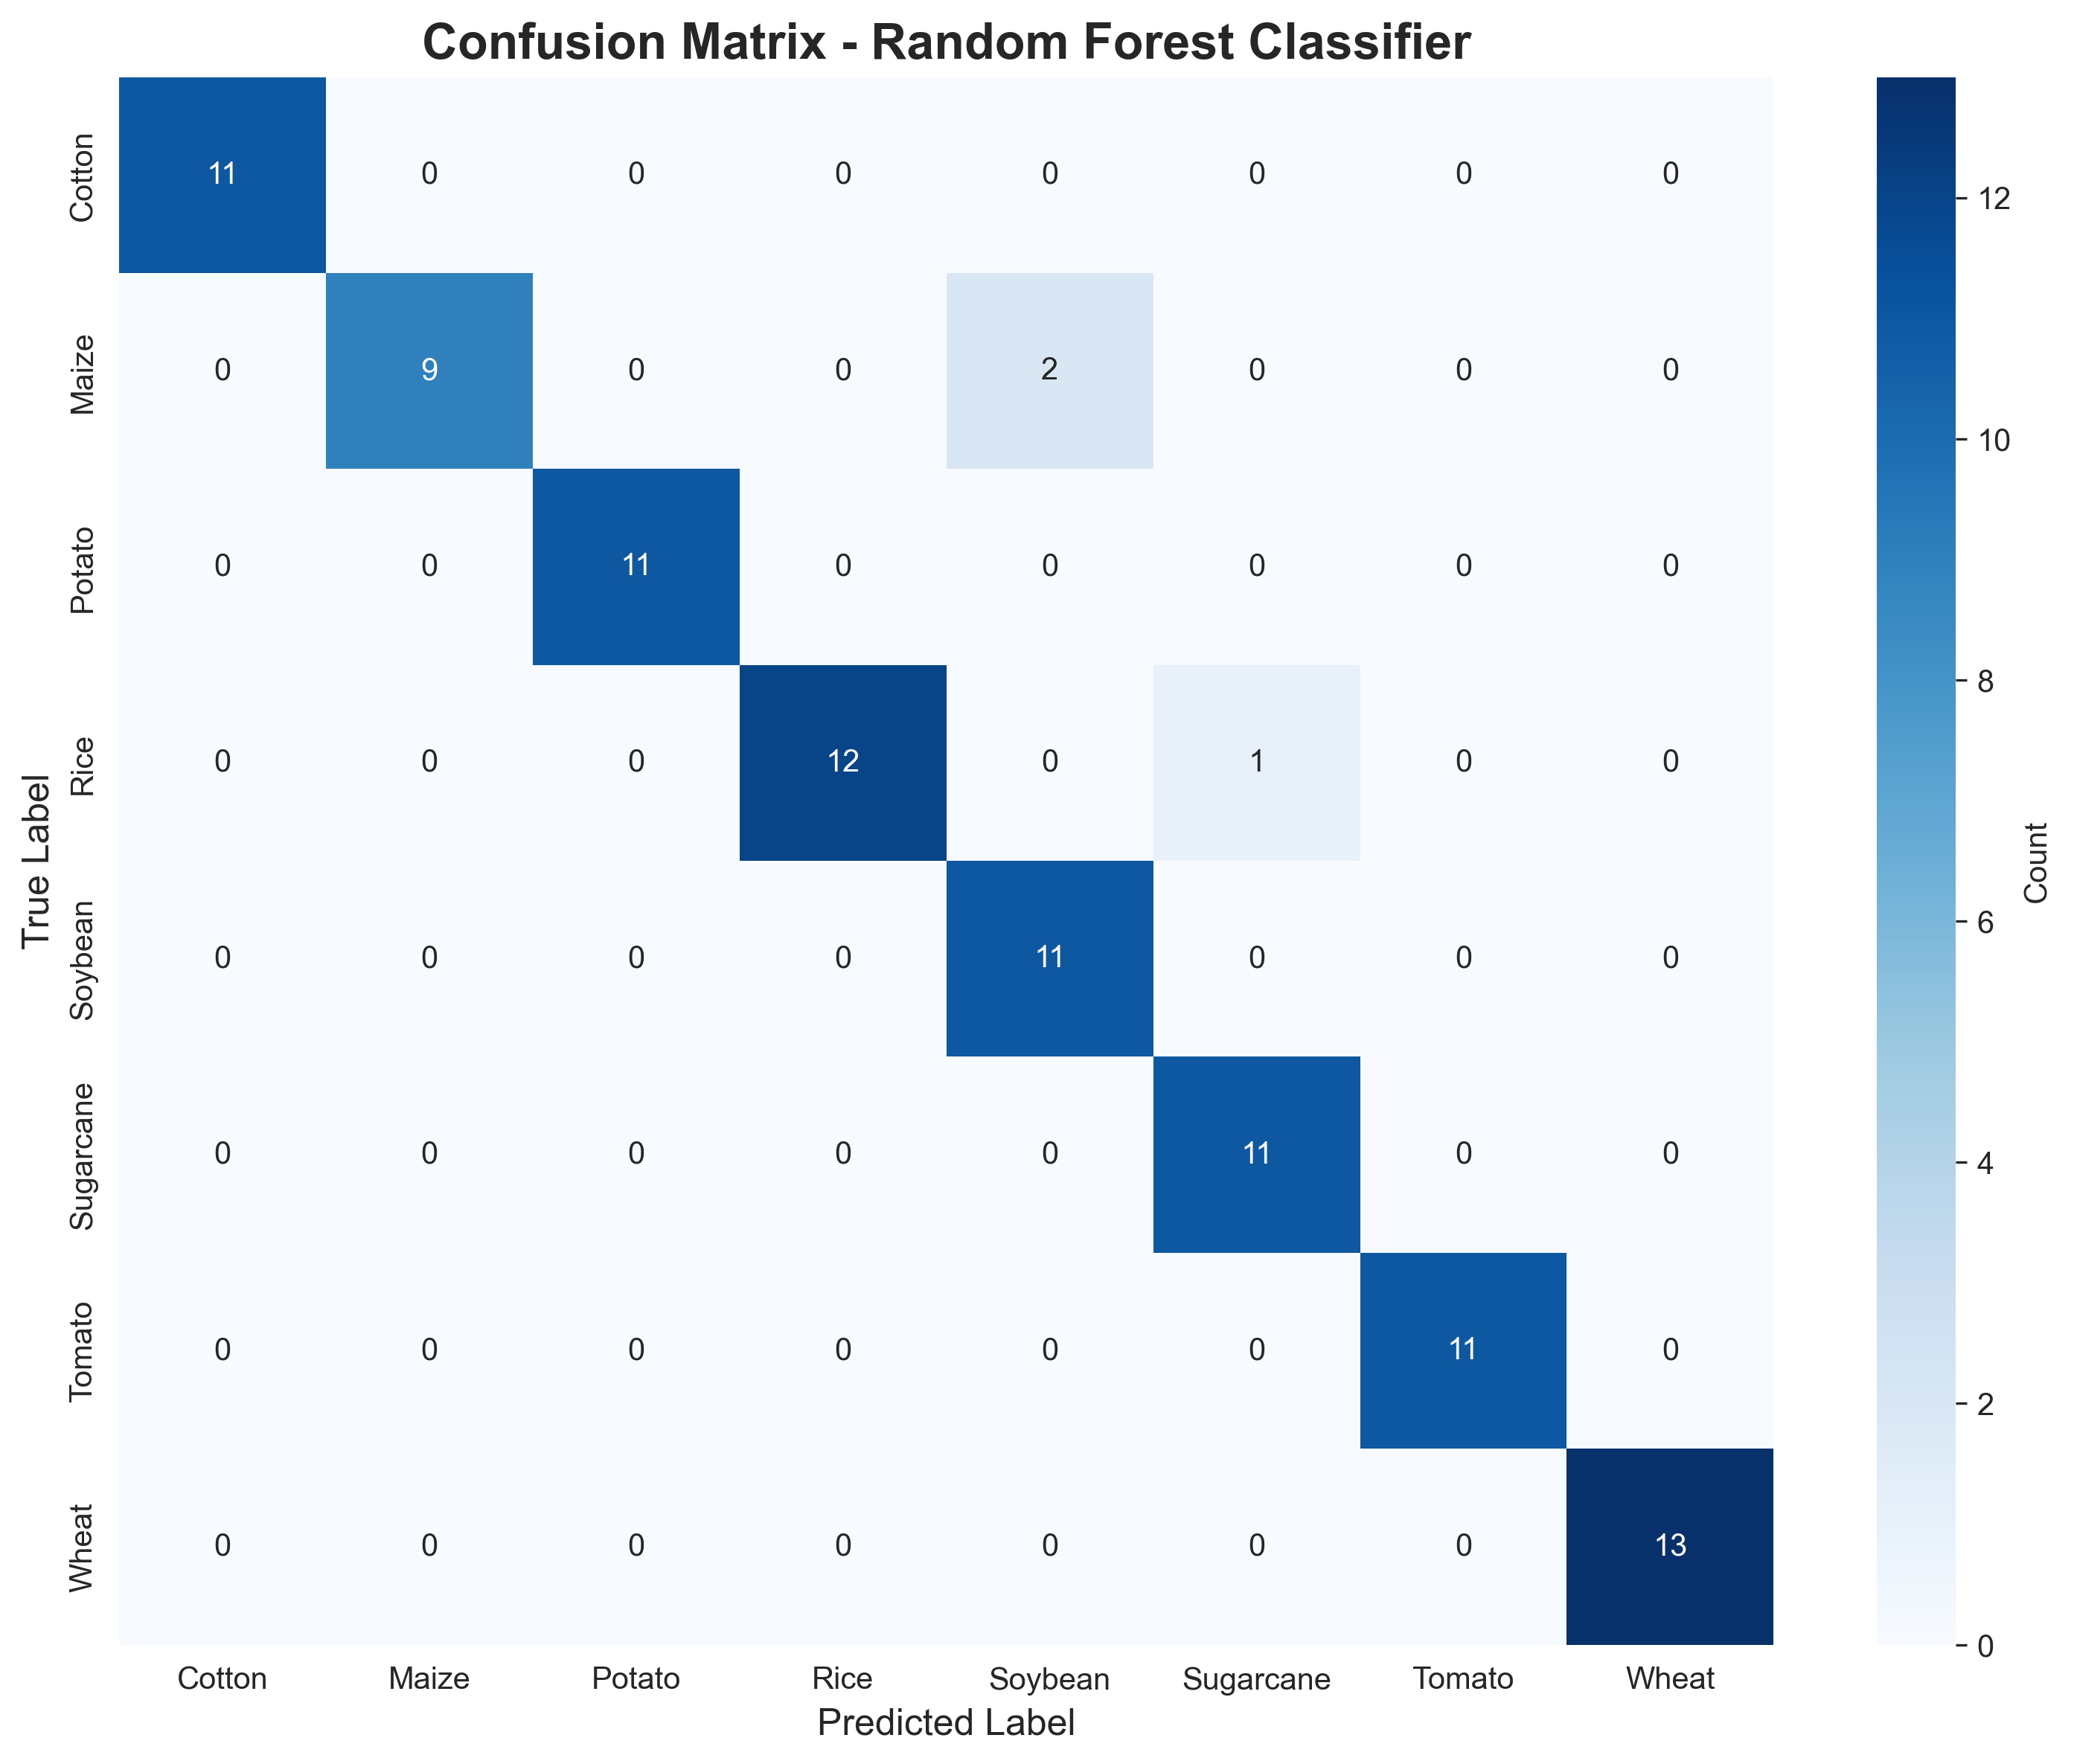 Confusion Matrix - Random Forest Classifier
True Label
Cotton 11 0 0 0 0 0 0 0
Maize 0 9 0 0 2 0 0 0
Potato 0 0 11 0 0 0 0 0
Rice 0 0 0 12 0 1 0 0
Soybean 0 0 0 0 11 0 0 0
Sugarcane 0 0 0 0 0 11 0 0
Tomato 0 0 0 0 0 0 11 0
Wheat 0 0 0 0 0 0 0 13
Cotton Maize Potato Rice Soybean Sugarcane Tomato Wheat
Predicted Label
12
10
8
6
4
2
0
Count